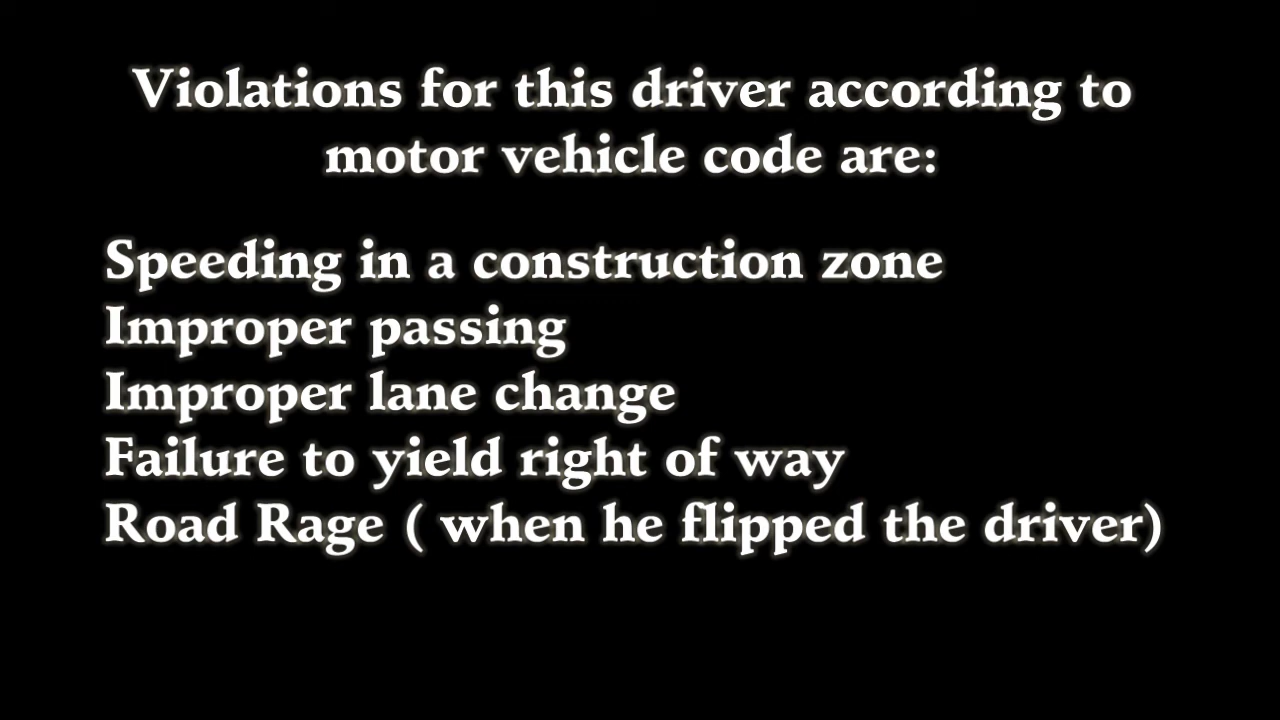 Violations for this driver according to
motor vehicle code are:
Speeding in a construction zone
Improper passing
Improper lane change
Failure to yield right of way
Road Rage ( when he flipped the driver)